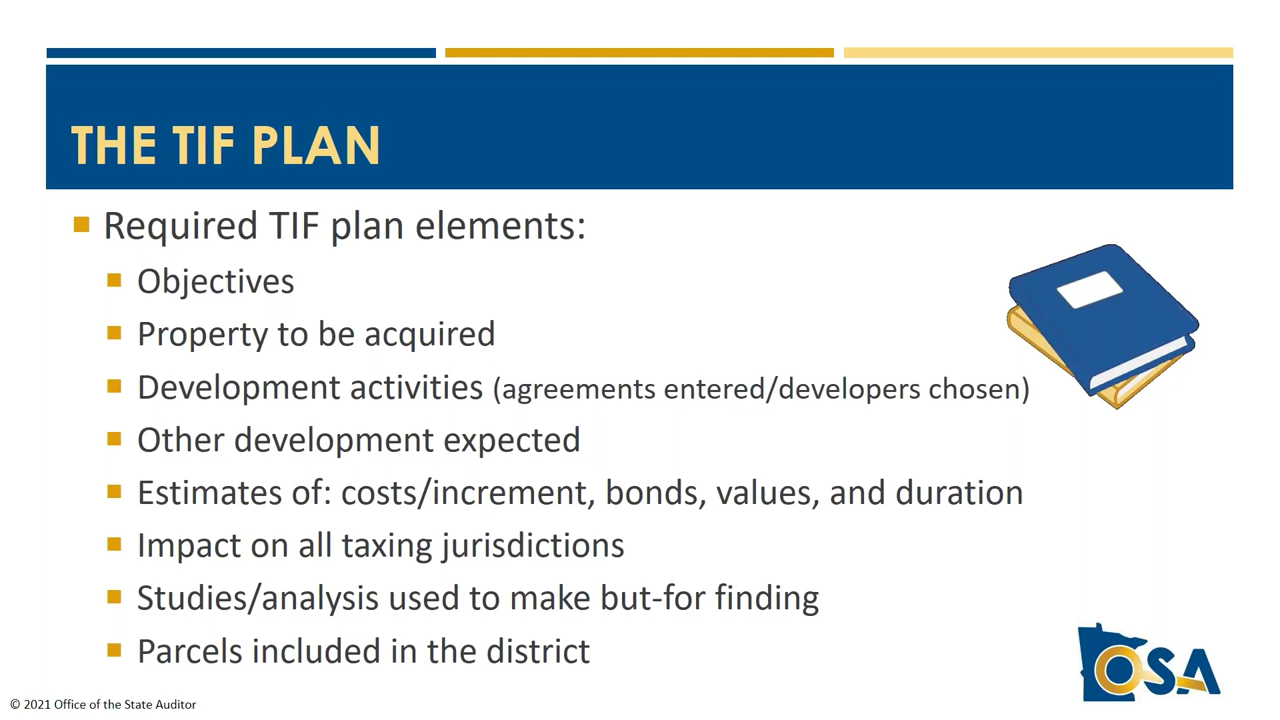 THE TIF PLAN
Required TIF plan elements:
Objectives
Property to be acquired
Development activities (agreements entered/developers chosen)
Other development expected
Estimates of: costs/increment, bonds, values, and duration
Impact on all taxing jurisdictions
Studies/analysis used to make but-for finding
Parcels included in the district
OSA
© 2021 Office of the State Auditor